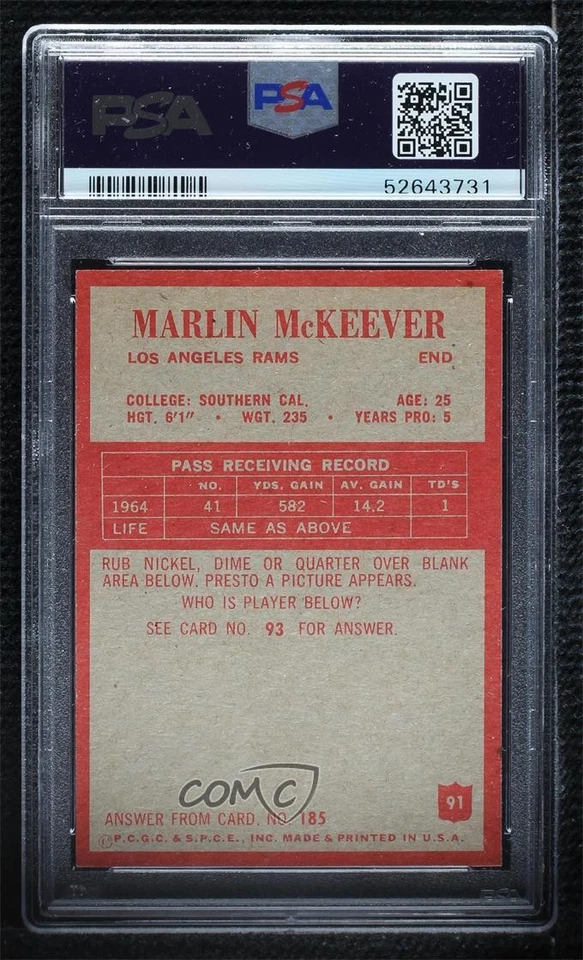 PSA
PSA
52643731
MARLIN McKEEVER
LOS ANGELES RAMS END
COLLEGE: SOUTHERN CAL. AGE: 25
HGT. 6'1" • WGT. 235 • YEARS PRO: 5
PASS RECEIVING RECORD
NO. YDS. GAIN AV. GAIN TD'S
1964 41 582 14.2 1
LIFE SAME AS ABOVE
RUB NICKEL, DIME OR QUARTER OVER BLANK
AREA BELOW. PRESTO A PICTURE APPEARS.
WHO IS PLAYER BELOW?
SEE CARD NO. 93 FOR ANSWER.
COMC
91
ANSWER FROM CARD. NO. 185
©P.C.G.C. & S.P.C.E., INC. MADE & PRINTED IN U.S.A.
PSA